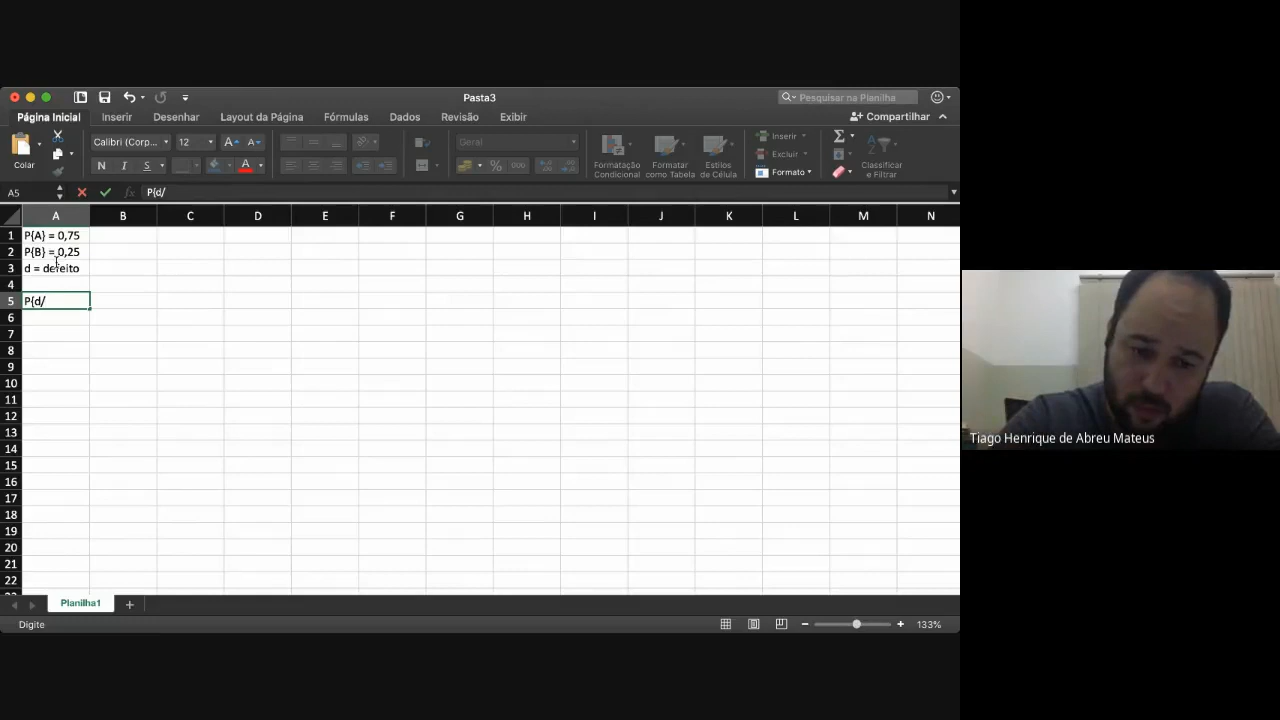 Pasta3
Pesquisar na Planilha
Página Inicial
Inserir
Desenhar
Layout da Página
Fórmulas
Dados
Revisão
Exibir
Compartilhar
Colar
Calibri (Corp...
12
A
A
N
I
S
A
Geral
%
000
Formatação
Condicional
Formatar
como Tabela
Estilos
de Célula
Inserir
Excluir
Formato
Classificar
e Filtrar
A5
fx
P{d/
A B C D E F G H I J K L M N
1 P{A} = 0,75
2 P{B} = 0,25
3 d = defeito
4
5 P{d/
6
7
8
9
10
11
12
13
14
15
16
17
18
19
20
21
22
Planilha1
Digite
133%
Tiago Henrique de Abreu Mateus